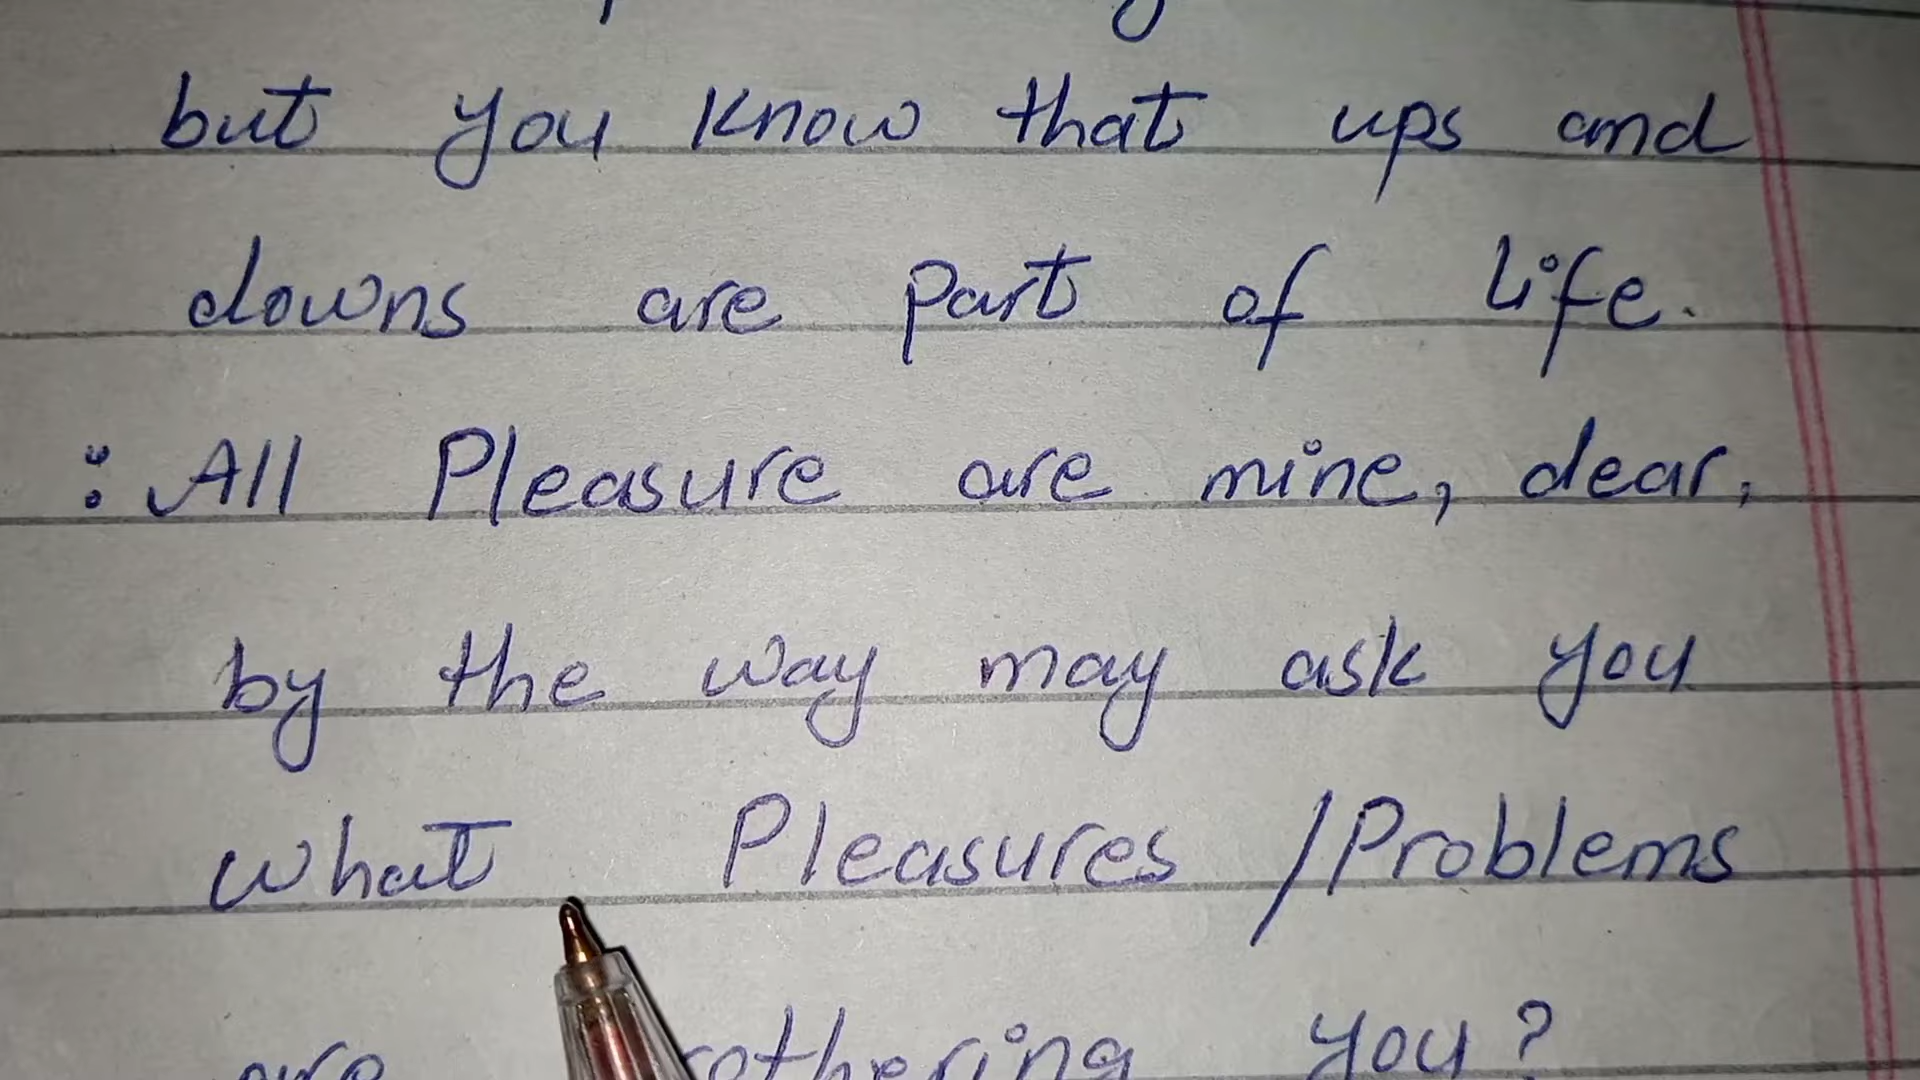 but you know that ups and
downs are part of life.
: All Pleasure are mine, dear,
by the way may ask you
what Pleasures / Problems
are you?